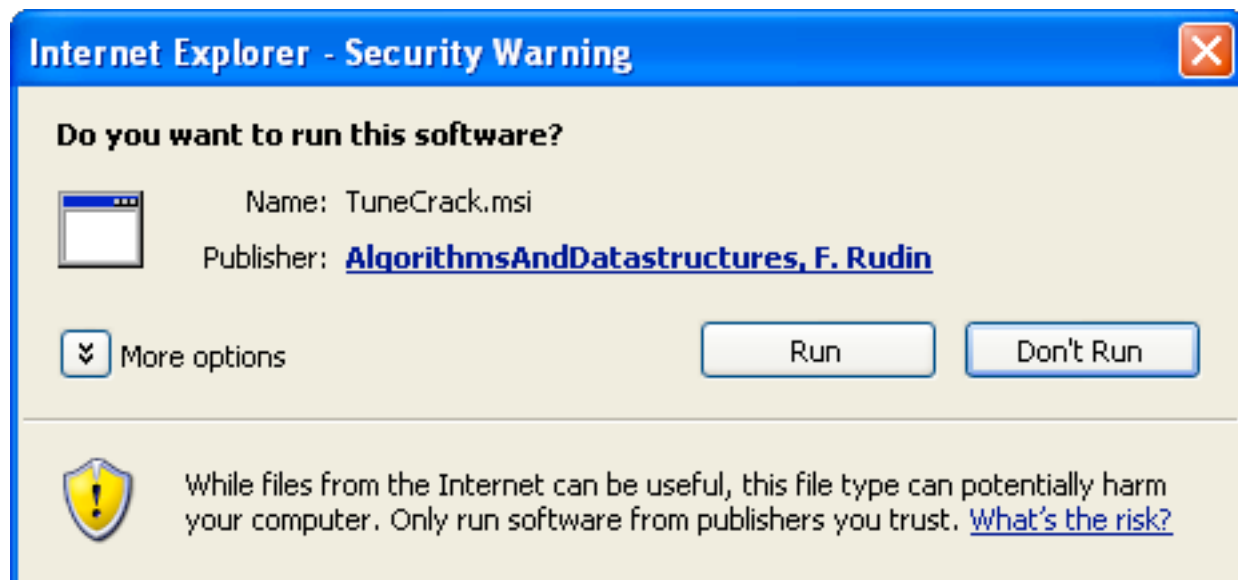 Internet Explorer - Security Warning
Do you want to run this software?
Name: TuneCrack.msi
Publisher: AlgorithmsAndDatastructures, F. Rudin
More options
Run
Don't Run
While files from the Internet can be useful, this file type can potentially harm
your computer. Only run software from publishers you trust. What's the risk?